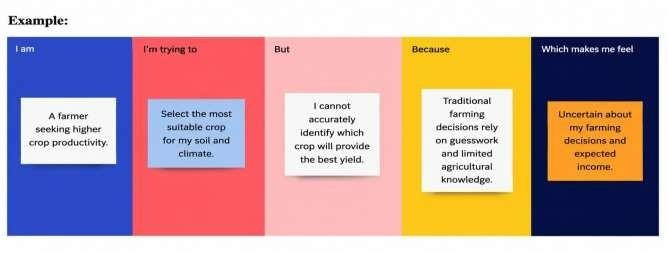 Example:
I am
A farmer
seeking higher
crop productivity.
I'm trying to
Select the most
suitable crop
for my soil and
climate.
But
I cannot
accurately
identify which
crop will provide
the best yield.
Because
Traditional
farming
decisions rely
on guesswork
and limited
agricultural
knowledge.
Which makes me feel
Uncertain about
my farming
decisions and
expected
income.